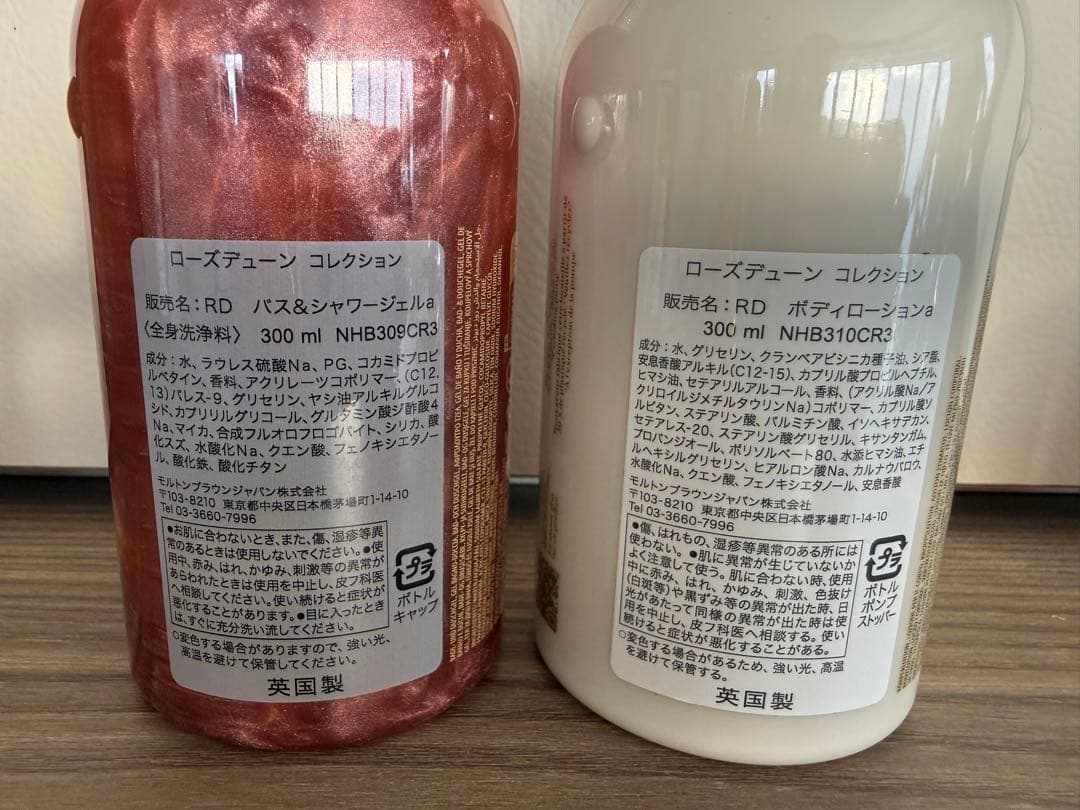 ローズデューン コレクション
販売名：RD バス&シャワージェルa
〈全身洗浄料〉 300 ml NHB309CR3
成分：水、ラウレス硫酸Na、PG、コカミドプロピ
ルベタイン、香料、アクリレーツコポリマー、(C12,
13)パレス-9、グリセリン、ヤシ油アルキルグルコ
シド、カプリリルグリコール、グルタミン酸ジ酢酸4
Na、マイカ、合成フルオロフロゴパイト、シリカ、酸
化スズ、水酸化Na、クエン酸、フェノキシエタノー
ル、酸化鉄、酸化チタン
モルトンブラウンジャパン株式会社
〒103-8210 東京都中央区日本橋茅場町1-14-10
Tel 03-3660-7996
●お肌に合わないとき、また、傷、湿疹等異
常のあるときは使用しないでください。●使
用中、赤み、はれ、かゆみ、刺激等の異常が
あらわれたときは使用を中止し、皮フ科医
へ相談してください。使い続けると症状が
悪化することがあります。●目に入ったとき
は、すぐに充分洗い流してください。
プラ
ボトル
キャップ
○変色する場合がありますので、強い光、
高温を避けて保管してください。
英国製
ローズデューン コレクション
販売名：RD ボディローションa
300 ml NHB310CR3
成分：水、グリセリン、クランベアビシニカ種子油、シア脂、
安息香酸アルキル(C12-15)、カプリル酸プロピルヘプチル、
ヒマシ油、セテアリルアルコール、香料、(アクリル酸Na/ア
クリロイルジメチルタウリンNa)コポリマー、カプリル酸ソ
ルビタン、ステアリン酸、パルミチン酸、イソヘキサデカン、
セテアレス-20、ステアリン酸グリセリル、キサンタンガム、
プロパンジオール、ポリソルベート80、水添ヒマシ油、エチ
ルヘキシルグリセリン、ヒアルロン酸Na、カルナウバロウ、
水酸化Na、クエン酸、フェノキシエタノール、安息香酸
モルトンブラウンジャパン株式会社
〒103-8210 東京都中央区日本橋茅場町1-14-10
Tel 03-3660-7996
●傷、はれもの、湿疹等異常のある所には
使わない。●肌に異常が生じていないか
よく注意して使う。肌に合わない時、使用
中に赤み、はれ、かゆみ、刺激、色抜け
(白斑等)や黒ずみ等の異常が出た時、日
光があたって同様の異常が出た時は使
用を中止し、皮フ科医へ相談する。使い
続けると症状が悪化することがある。
プラ
ボトル
ポンプ
ストッパー
○変色する場合があるため、強い光、高温
を避けて保管する。
英国製